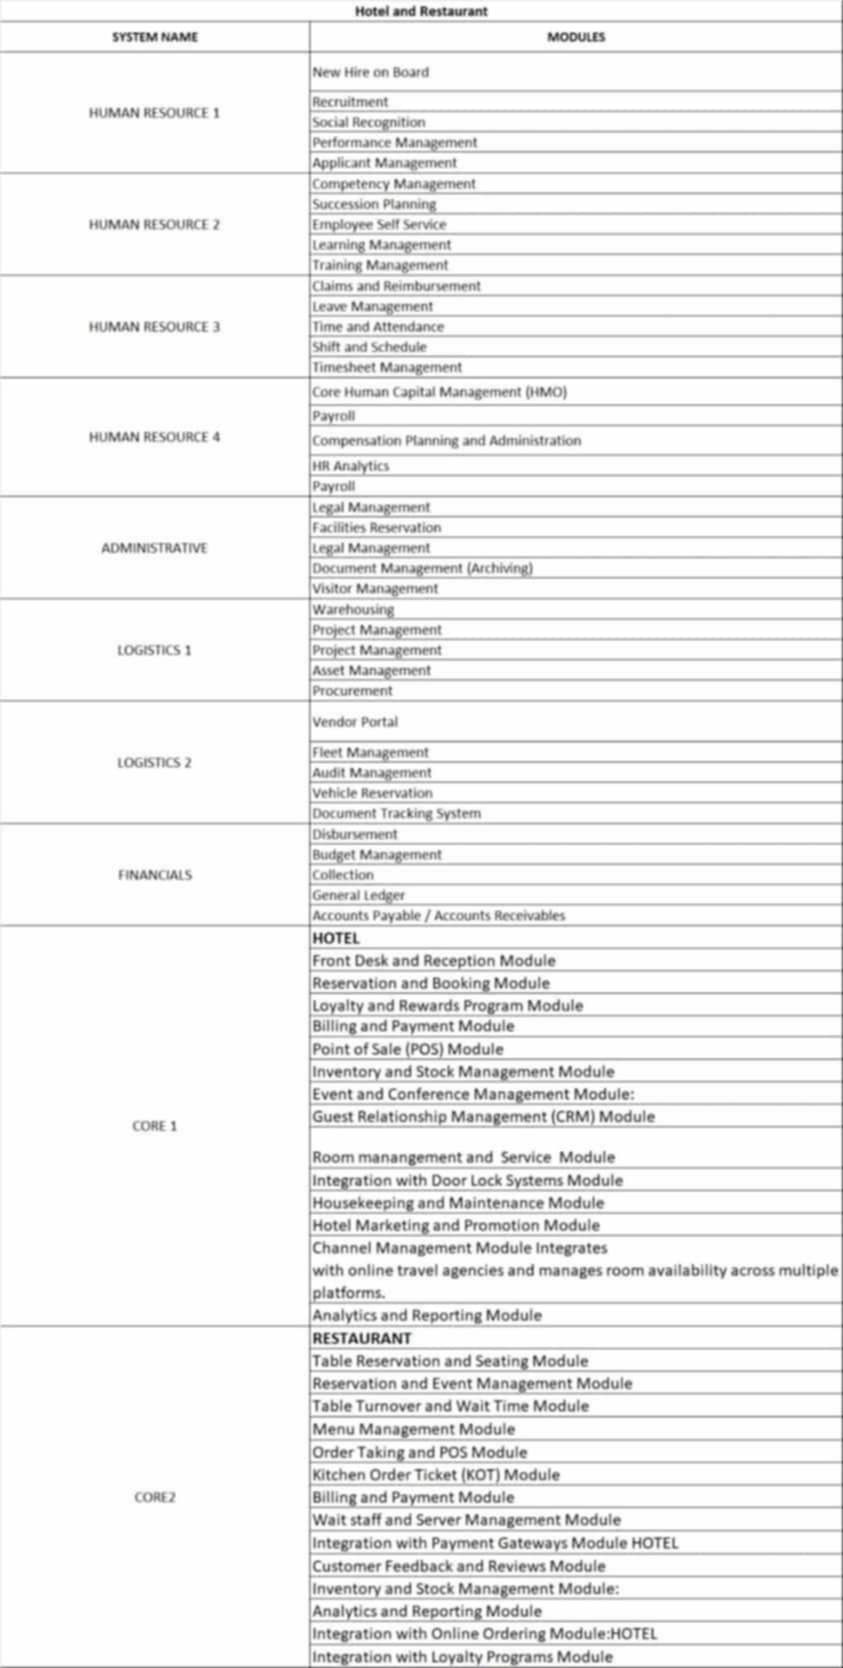 Hotel and Restaurant
SYSTEM NAME
MODULES
HUMAN RESOURCE 1
New Hire on Board
Recruitment
Social Recognition
Performance Management
Applicant Management
HUMAN RESOURCE 2
Competency Management
Succession Planning
Employee Self Service
Learning Management
Training Management
HUMAN RESOURCE 3
Claims and Reimbursement
Leave Management
Time and Attendance
Shift and Schedule
Timesheet Management
HUMAN RESOURCE 4
Core Human Capital Management (HMO)
Payroll
Compensation Planning and Administration
HR Analytics
Payroll
ADMINISTRATIVE
Legal Management
Facilities Reservation
Legal Management
Document Management (Archiving)
Visitor Management
LOGISTICS 1
Warehousing
Project Management
Project Management
Asset Management
Procurement
LOGISTICS 2
Vendor Portal
Fleet Management
Audit Management
Vehicle Reservation
Document Tracking System
FINANCIALS
Disbursement
Budget Management
Collection
General Ledger
Accounts Payable / Accounts Receivables
CORE 1
HOTEL
Front Desk and Reception Module
Reservation and Booking Module
Loyalty and Rewards Program Module
Billing and Payment Module
Point of Sale (POS) Module
Inventory and Stock Management Module
Event and Conference Management Module:
Guest Relationship Management (CRM) Module
Room manangement and Service Module
Integration with Door Lock Systems Module
Housekeeping and Maintenance Module
Hotel Marketing and Promotion Module
Channel Management Module Integrates
with online travel agencies and manages room availability across multiple
platforms.
Analytics and Reporting Module
CORE2
RESTAURANT
Table Reservation and Seating Module
Reservation and Event Management Module
Table Turnover and Wait Time Module
Menu Management Module
Order Taking and POS Module
Kitchen Order Ticket (KOT) Module
Billing and Payment Module
Wait staff and Server Management Module
Integration with Payment Gateways Module HOTEL
Customer Feedback and Reviews Module
Inventory and Stock Management Module:
Analytics and Reporting Module
Integration with Online Ordering Module:HOTEL
Integration with Loyalty Programs Module